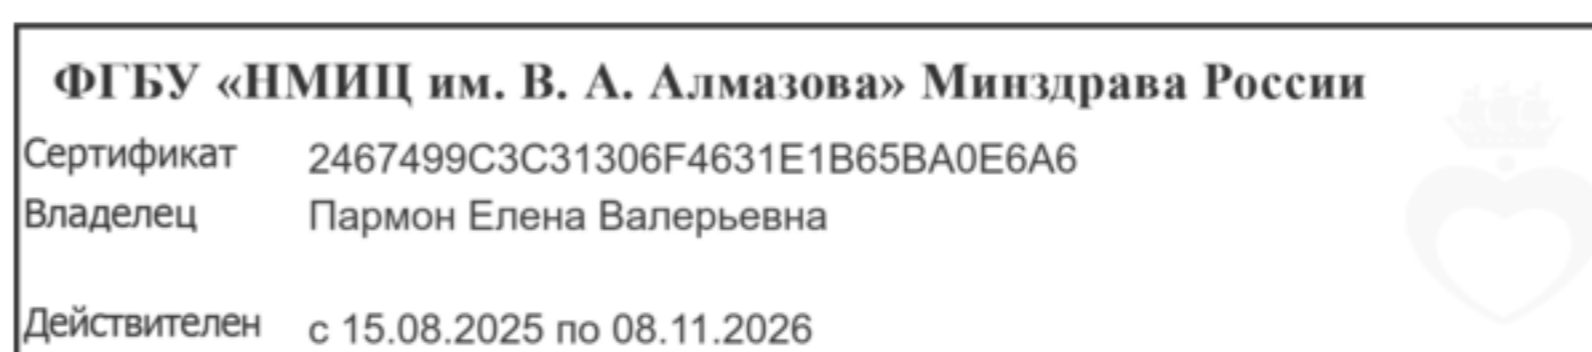 ФГБУ «НМИЦ им. В. А. Алмазова» Минздрава России
Сертификат 2467499C3C31306F4631E1B65BA0E6A6
Владелец Пармон Елена Валерьевна
Действителен с 15.08.2025 по 08.11.2026